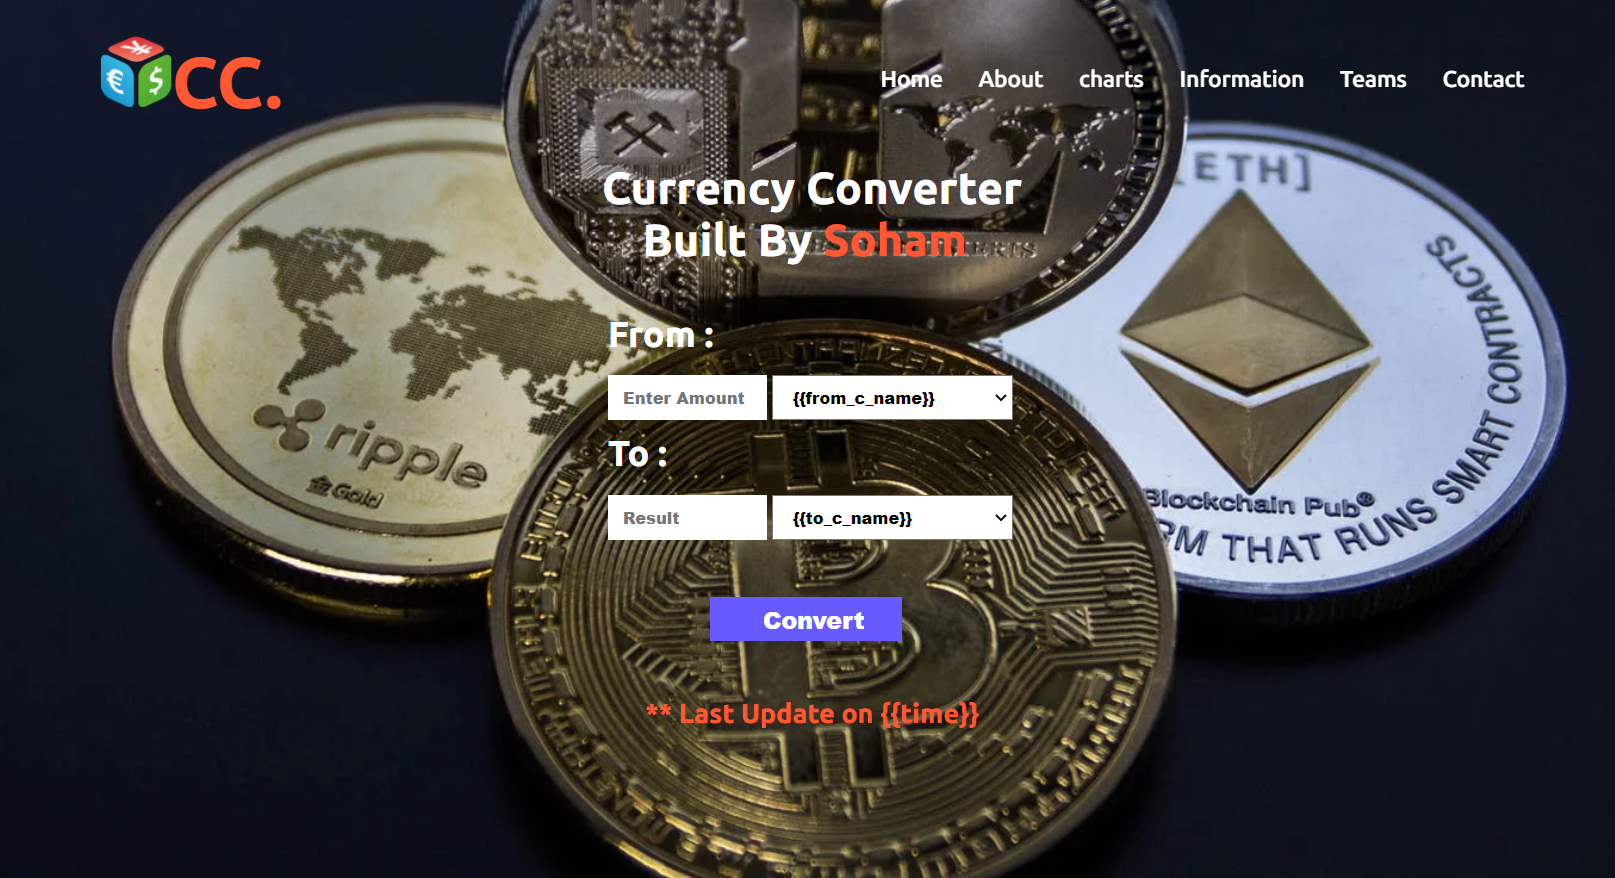 CC.
Home About charts Information Teams Contact
[ETH]
Currency Converter
Built By Soham
From :
Enter Amount {{from_c_name}}
To :
Result {{to_c_name}}
Convert
** Last Update on {{time}}
ripple
Gold
Blockchain Pub®
THAT RUNS SMART CONTRACTS